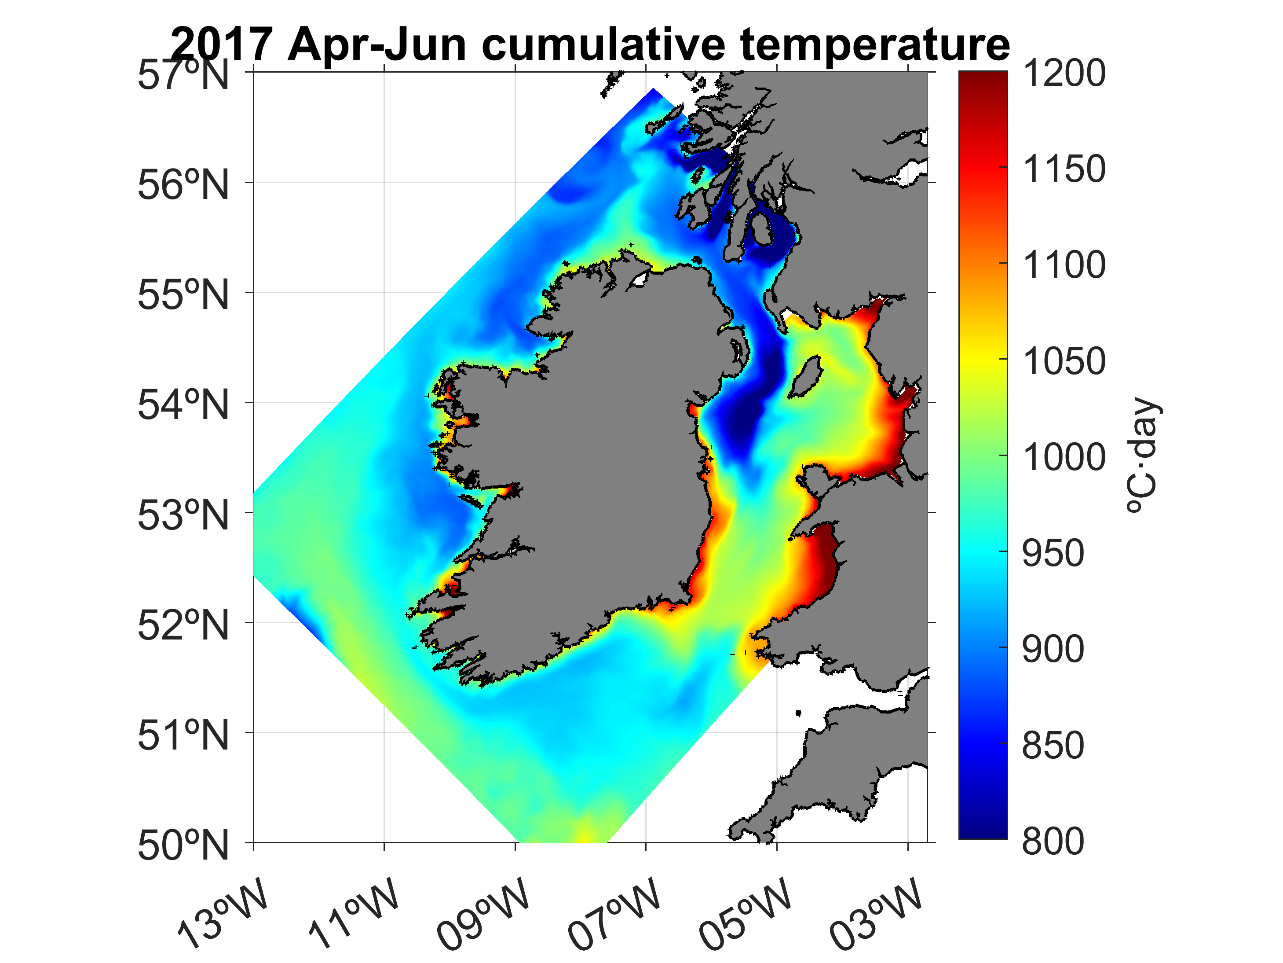 2017 Apr-Jun cumulative temperature
57ºN
56ºN
55ºN
54ºN
53ºN
52ºN
51ºN
50ºN
13ºW
11ºW
09ºW
07ºW
05ºW
03ºW
1200
1150
1100
1050
1000
950
900
850
800
ºC·day